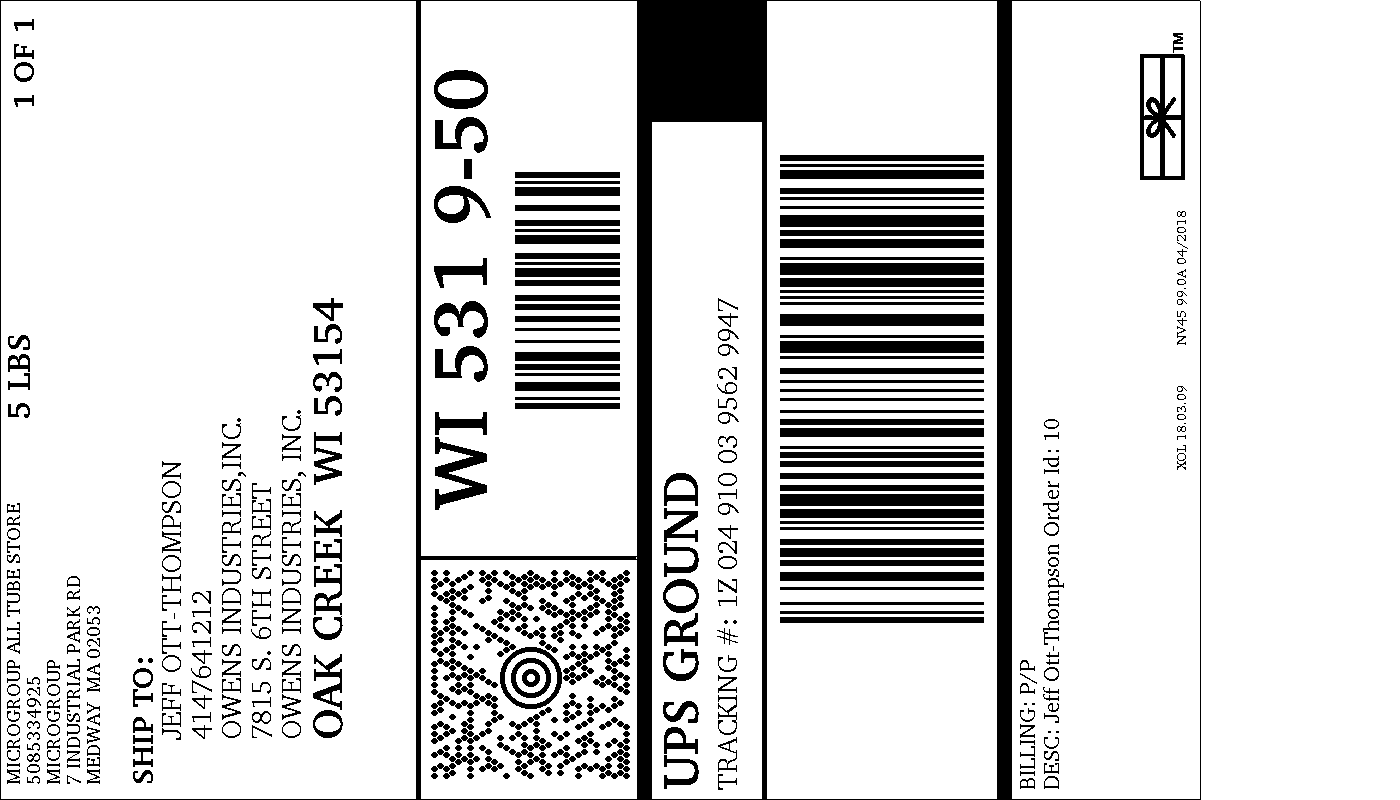 MICROGROUP ALL TUBE STORE
5085334925
MICROGROUP
7 INDUSTRIAL PARK RD
MEDWAY MA 02053
5 LBS
1 OF 1
SHIP TO:
JEFF OTT-THOMPSON
4147641212
OWENS INDUSTRIES,INC.
7815 S. 6TH STREET
OWENS INDUSTRIES, INC.
OAK CREEK WI 53154
WI 531 9-50
UPS GROUND
TRACKING #: 1Z 024 910 03 9562 9947
BILLING: P/P
DESC: Jeff Ott-Thompson Order Id: 10
XOL 18.03.09 NV45 99.0A 04/2018
TM